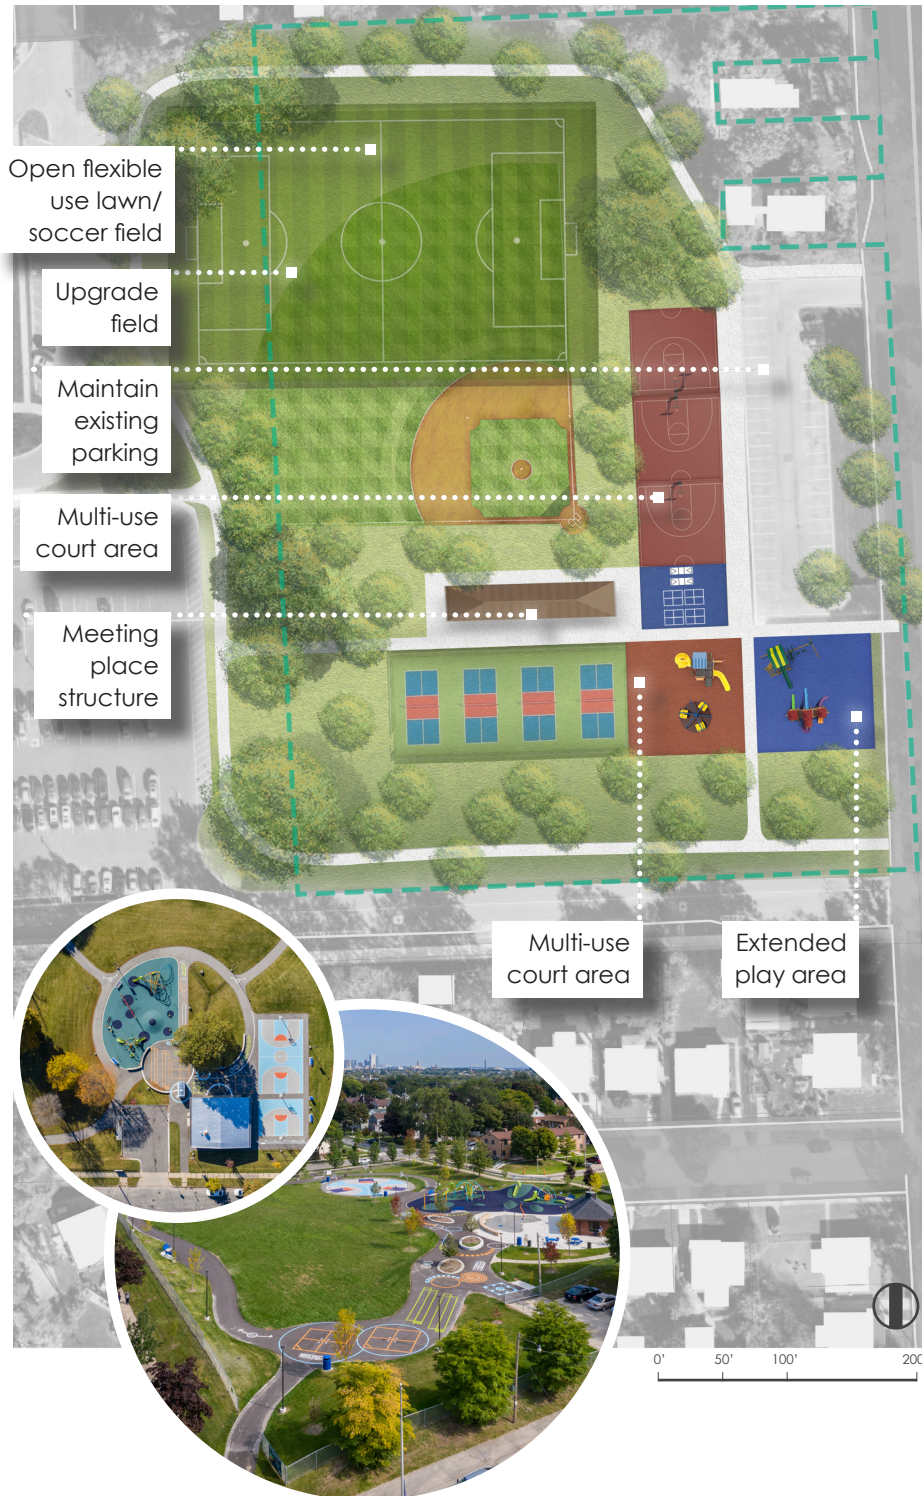 Open flexible
use lawn/
soccer field
Upgrade
field
Maintain
existing
parking
Multi-use
court area
Meeting
place
structure
Multi-use
court area
Extended
play area
0' 50' 100' 200